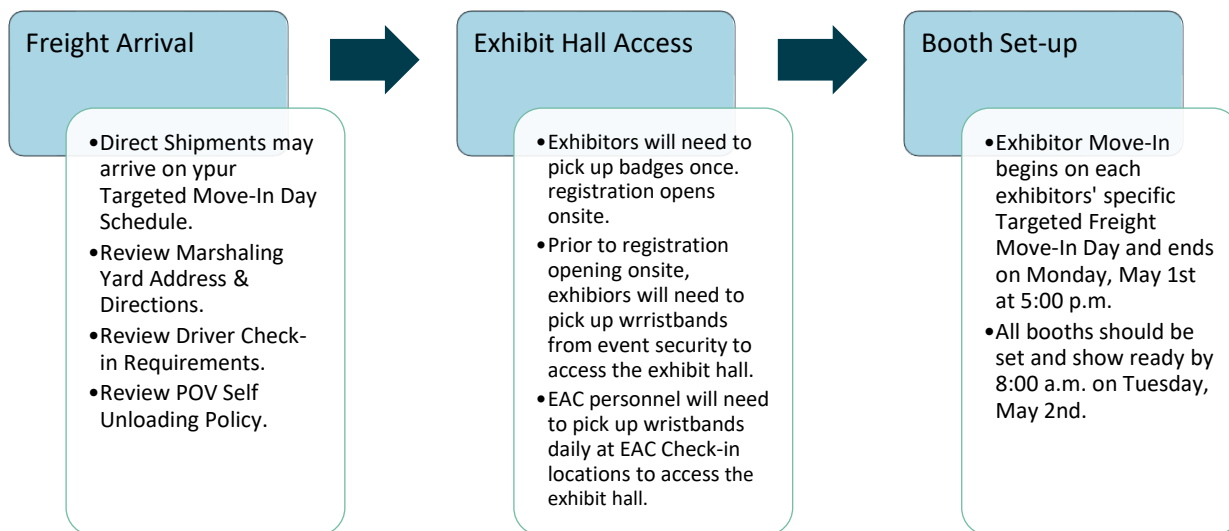 Freight Arrival
•Direct Shipments may
arrive on ypur
Targeted Move-In Day
Schedule.
•Review Marshaling
Yard Address &
Directions.
•Review Driver Check-
in Requirements.
•Review POV Self
Unloading Policy.
Exhibit Hall Access
•Exhibitors will need to
pick up badges once.
registration opens
onsite.
•Prior to registration
opening onsite,
exhibiors will need to
pick up wrristbands
from event security to
access the exhibit hall.
•EAC personnel will need
to pick up wristbands
daily at EAC Check-in
locations to access the
exhibit hall.
Booth Set-up
•Exhibitor Move-In
begins on each
exhibitors' specific
Targeted Freight
Move-In Day and ends
on Monday, May 1st
at 5:00 p.m.
•All booths should be
set and show ready by
8:00 a.m. on Tuesday,
May 2nd.